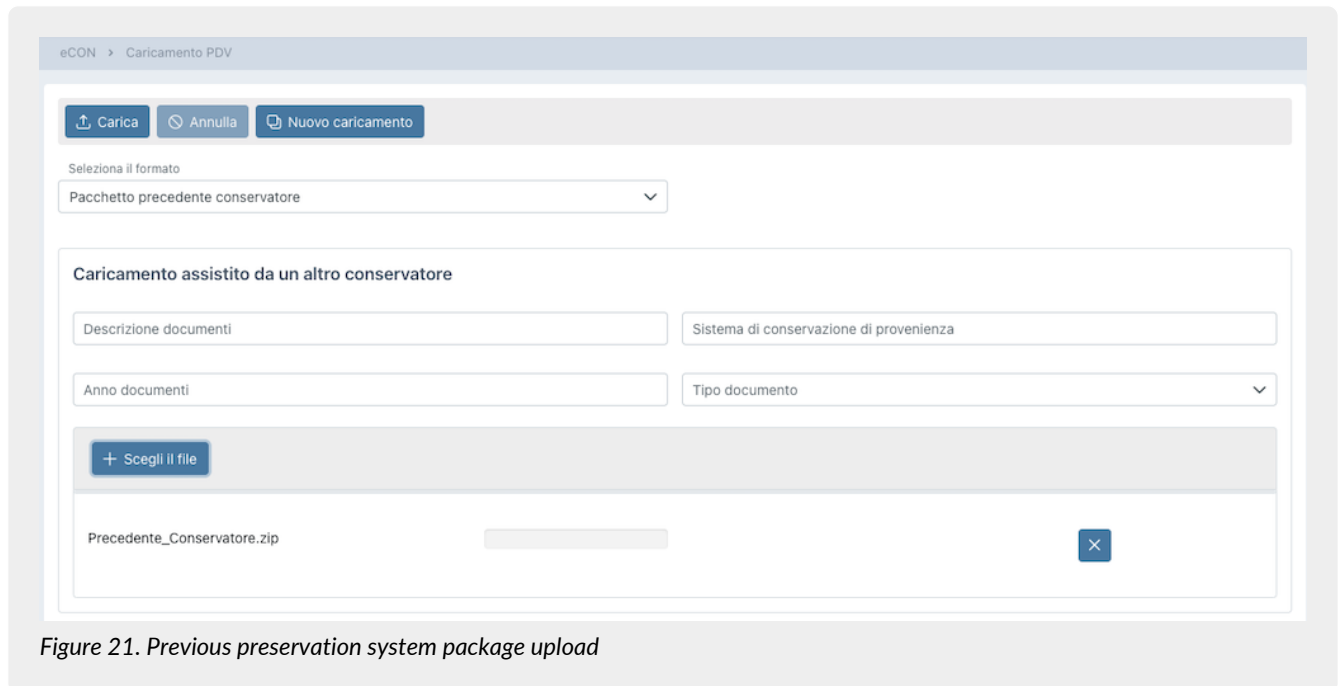 eCON > Caricamento PDV
Carica Annulla Nuovo caricamento
Seleziona il formato
Pacchetto precedente conservatore
Caricamento assistito da un altro conservatore
Descrizione documenti Sistema di conservazione di provenienza
Anno documenti Tipo documento
+ Scegli il file
Precedente_Conservatore.zip
Figure 21. Previous preservation system package upload